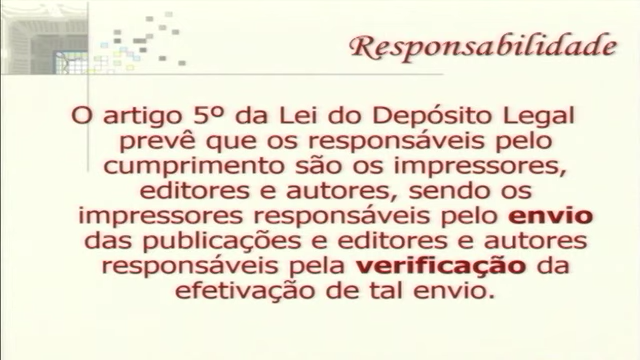 Responsabilidade
O artigo 5º da Lei do Depósito Legal
prevê que os responsáveis pelo
cumprimento são os impressores,
editores e autores, sendo os
impressores responsáveis pelo envio
das publicações e editores e autores
responsáveis pela verificação da
efetivação de tal envio.